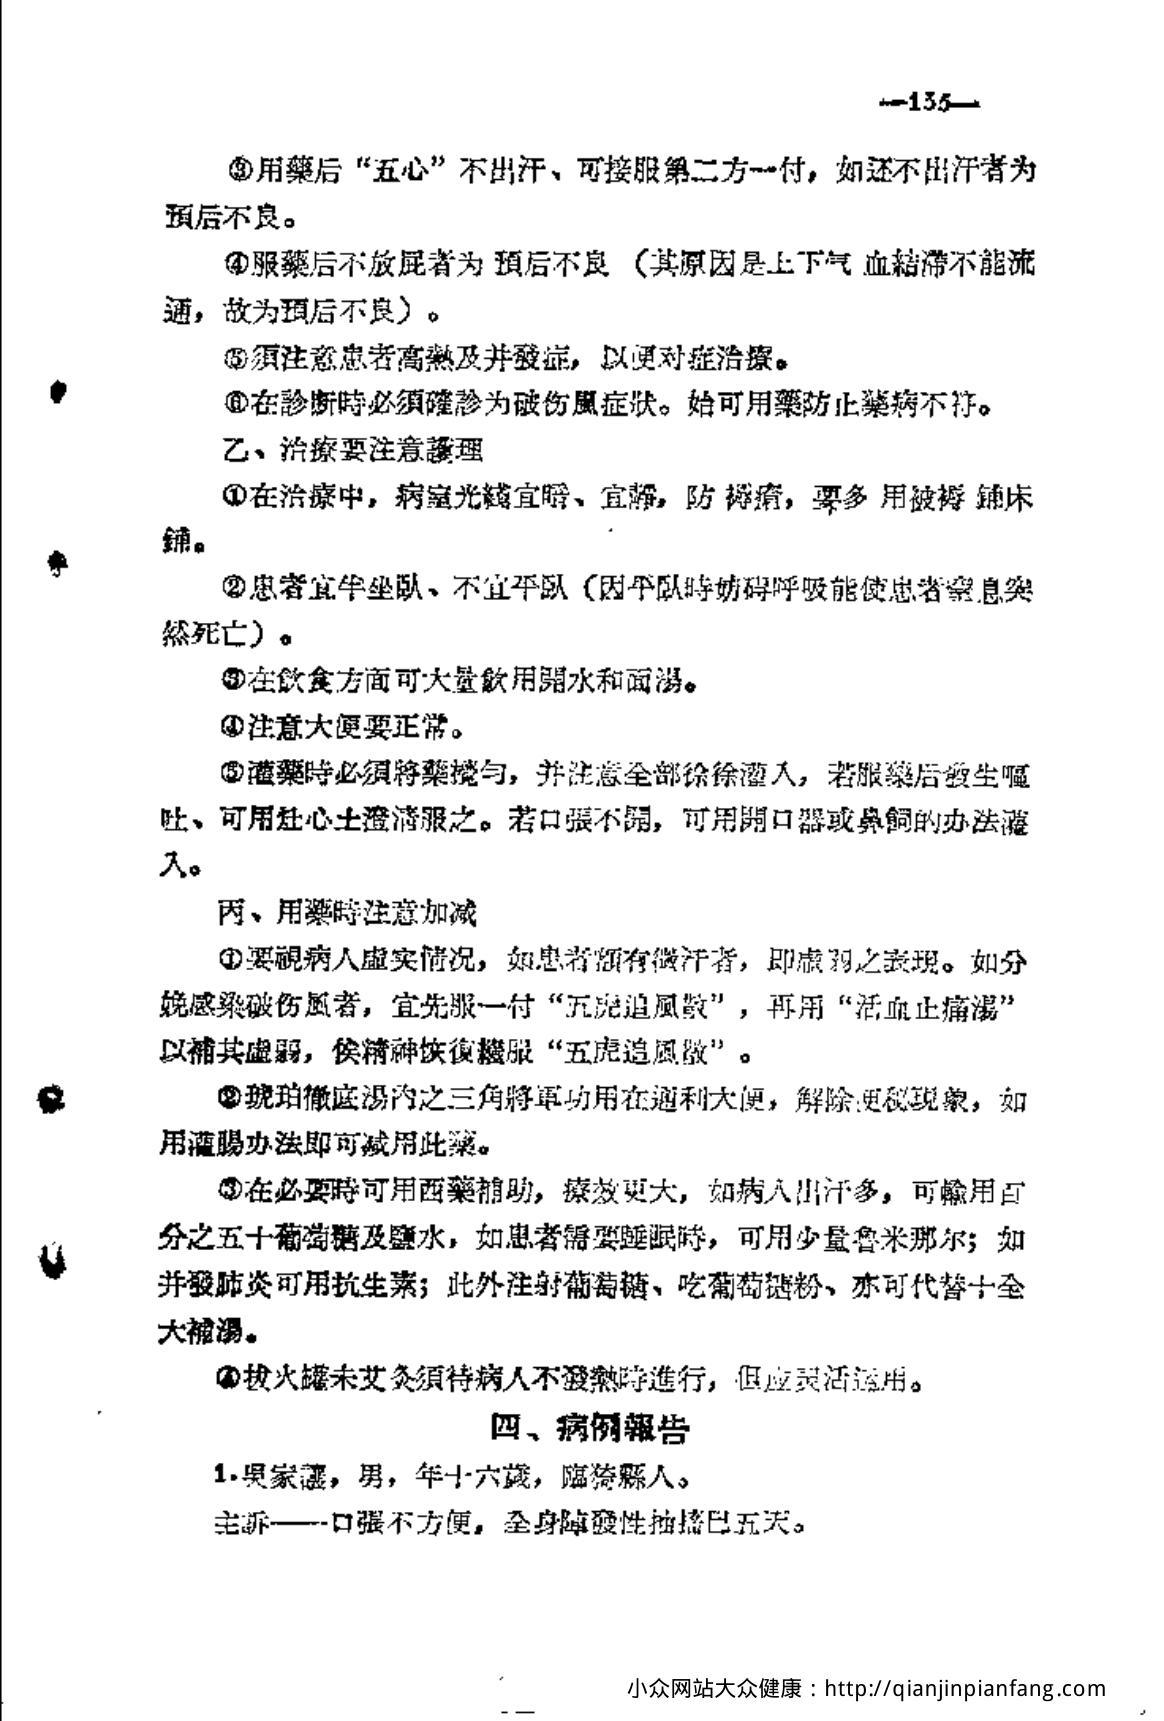 —135—
③用藥后“五心”不出汗、可接服第二方一付，如还不出汗者为
預后不良。
④服藥后不放屁者为預后不良（其原因是上下气血結滯不能流
通，故为預后不良）。
⑤須注意患者高熱及并發症，以便对症治療。
⑥在診断時必須確診为破伤風症狀。始可用藥防止藥病不符。
乙、治療要注意護理
①在治療中，病室光綫宜暗、宜靜，防褥瘡，要多用被褥鋪床
鋪。
②患者宜半坐臥、不宜平臥（因平臥時妨碍呼吸能使患者窒息突
然死亡）。
③在飲食方面可大量飲用開水和面湯。
④注意大便要正常。
⑤灌藥時必須將藥攪勻，并注意全部徐徐灌入，若服藥后發生嘔
吐、可用灶心土澄清服之。若口張不開，可用開口器或鼻飼的办法灌
入。
丙、用藥時注意加减
①要視病人虛实情况，如患者額有微汗者，即虛弱之表現。如分
娩感染破伤風者，宜先服一付“五虎追風散”，再用“活血止痛湯”
以補其虛弱，俟精神恢復繼服“五虎追風散”。
②琥珀徹底湯內之三角將軍功用在通利大便，解除便秘現象，如
用灌腸办法即可减用此藥。
③在必要時可用西藥補助，療效更大，如病人出汗多，可輸用百
分之五十葡萄糖及鹽水，如患者需要睡眠時，可用少量魯米那尔；如
并發肺炎可用抗生素；此外注射葡萄糖、吃葡萄糖粉、亦可代替十全
大補湯。
④拔火罐未艾灸須待病人不發熱時進行，但应灵活运用。
四、病例報告
1.吳家讓，男，年十六歲，臨猗縣人。
主訴——口張不方便，全身陣發性抽搐巳五天。
小众网站大众健康：http://qianjinpianfang.com